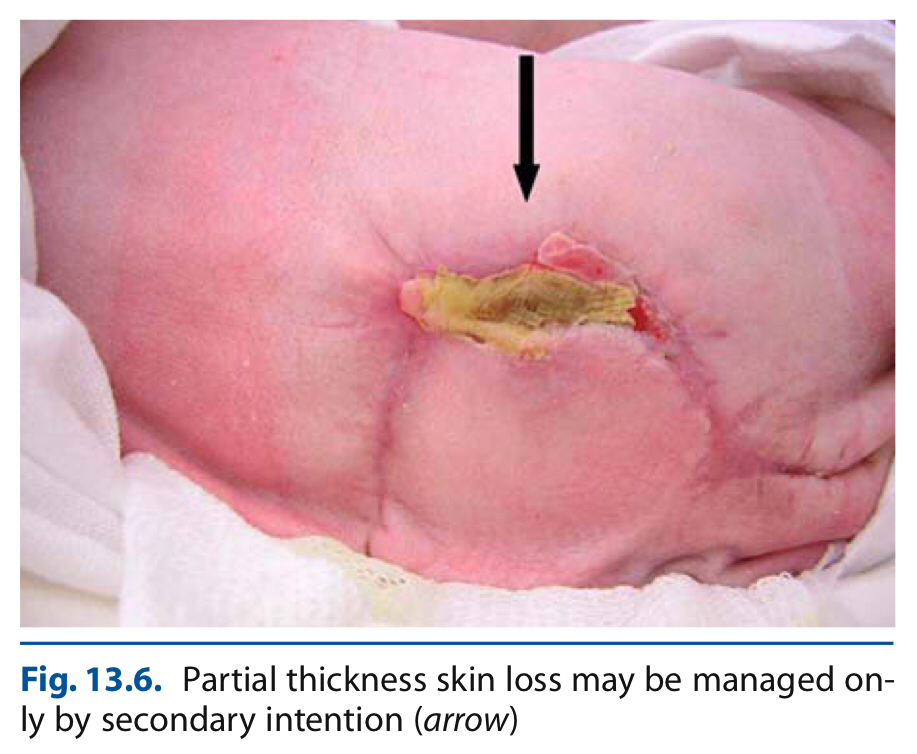 Fig. 13.6. Partial thickness skin loss may be managed on-
ly by secondary intention (arrow)